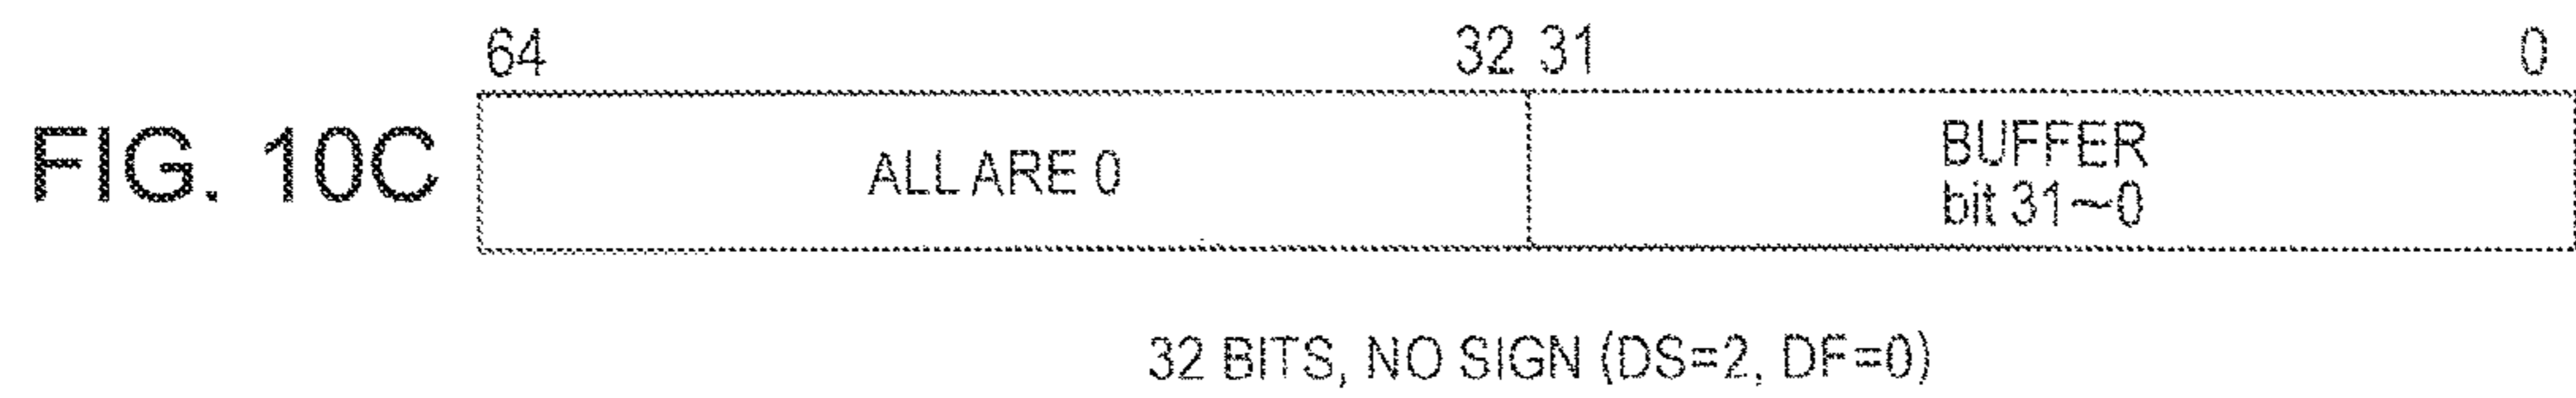 64 32 31 0
FIG. 10C
ALL ARE 0
BUFFER
bit 31~0
32 BITS, NO SIGN (DS=2, DF=0)